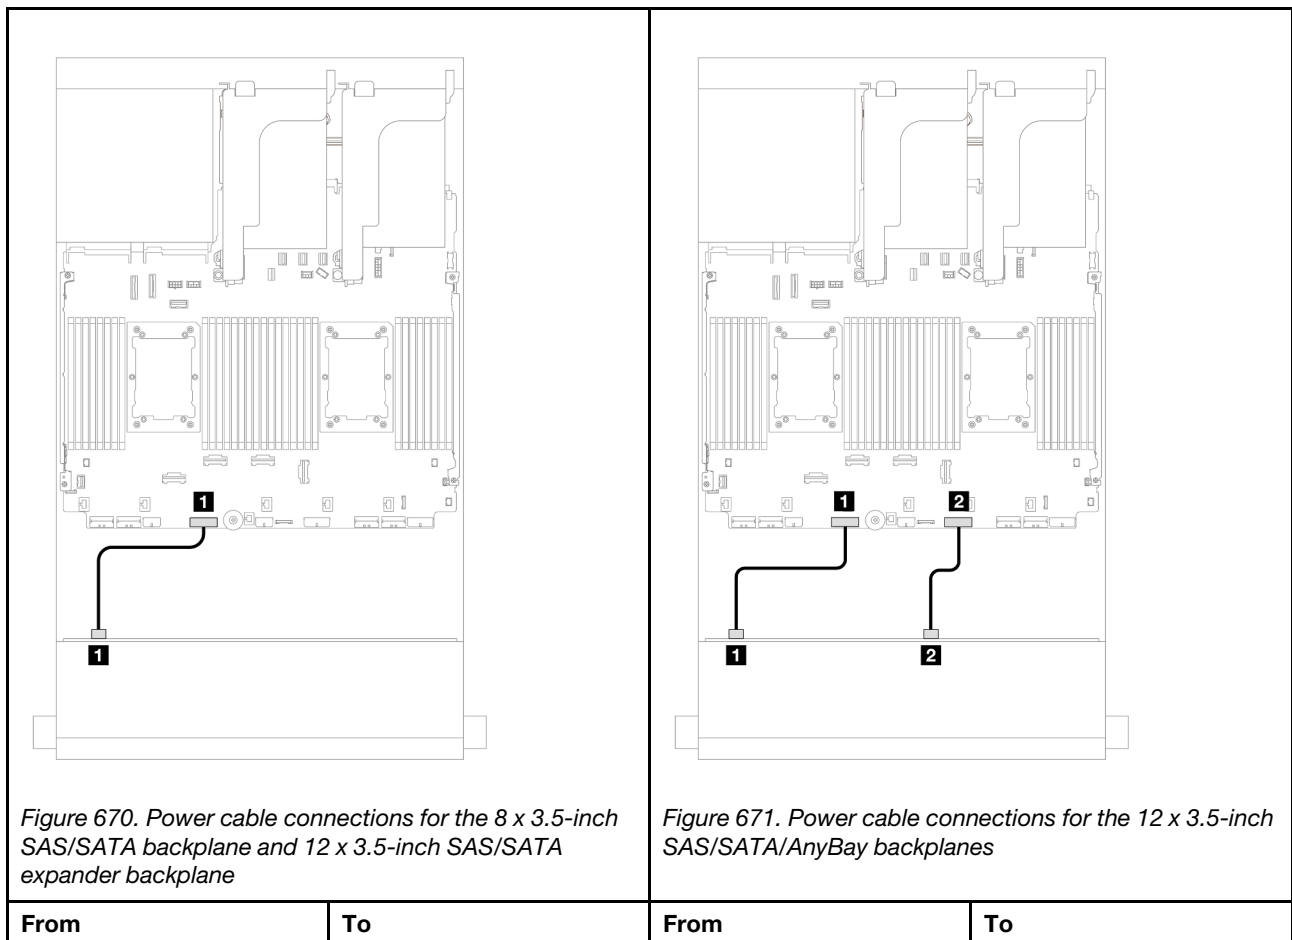 1
1
Figure 670. Power cable connections for the 8 x 3.5-inch
SAS/SATA backplane and 12 x 3.5-inch SAS/SATA
expander backplane
1
2
1
2
Figure 671. Power cable connections for the 12 x 3.5-inch
SAS/SATA/AnyBay backplanes
From
To
From
To